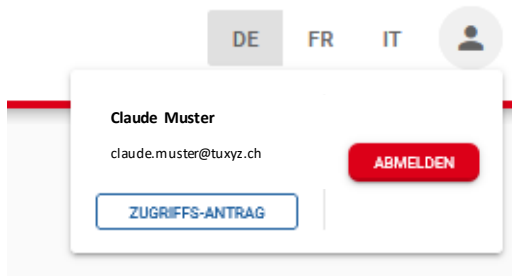 DE FR IT
Claude Muster
claude.muster@tuxyz.ch
ABMELDEN
ZUGRIFFS-ANTRAG